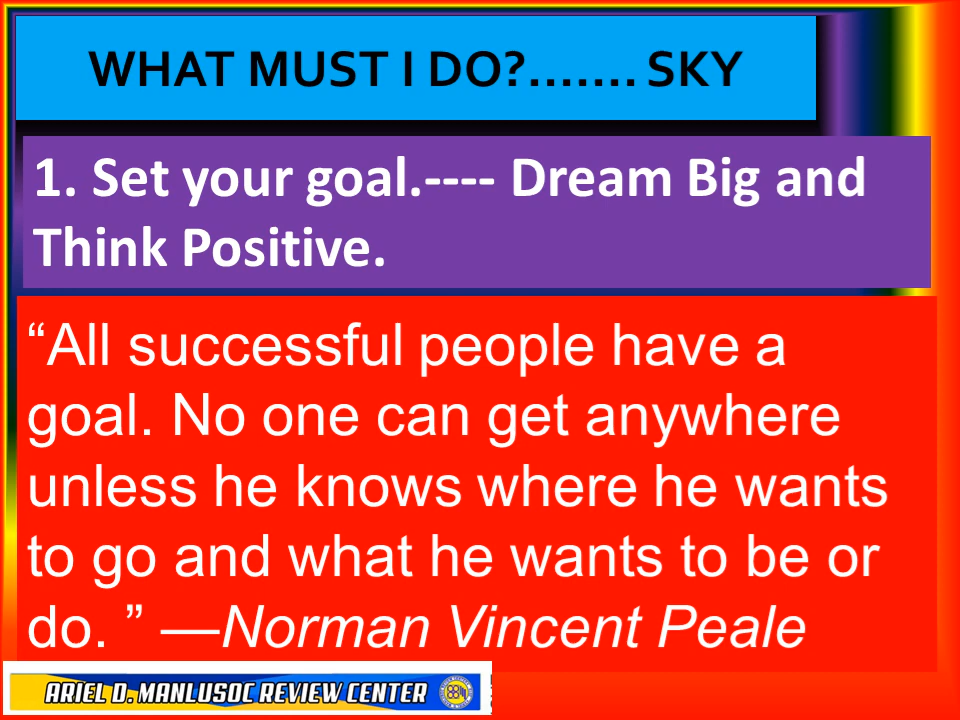 WHAT MUST I DO?....... SKY
1. Set your goal.---- Dream Big and
Think Positive.
“All successful people have a
goal. No one can get anywhere
unless he knows where he wants
to go and what he wants to be or
do. ” —Norman Vincent Peale
ARIEL D. MANLUSOC REVIEW CENTER